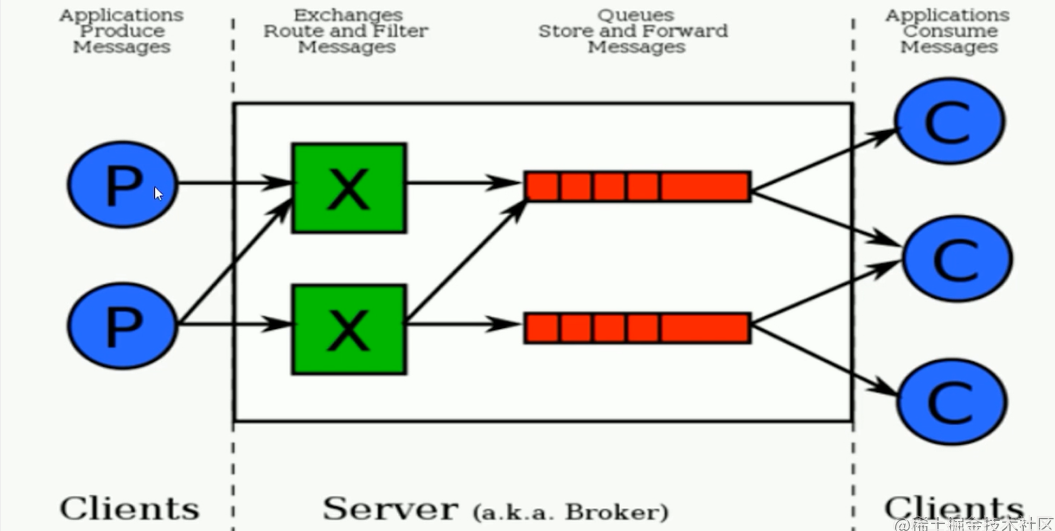 Applications
Produce
Messages
Exchanges
Route and Filter
Messages
Queues
Store and Forward
Messages
Applications
Consume
Messages
P
X
C
C
P
X
C
Clients
Server (a.k.a. Broker)
Clients
@稀土掘金技术社区